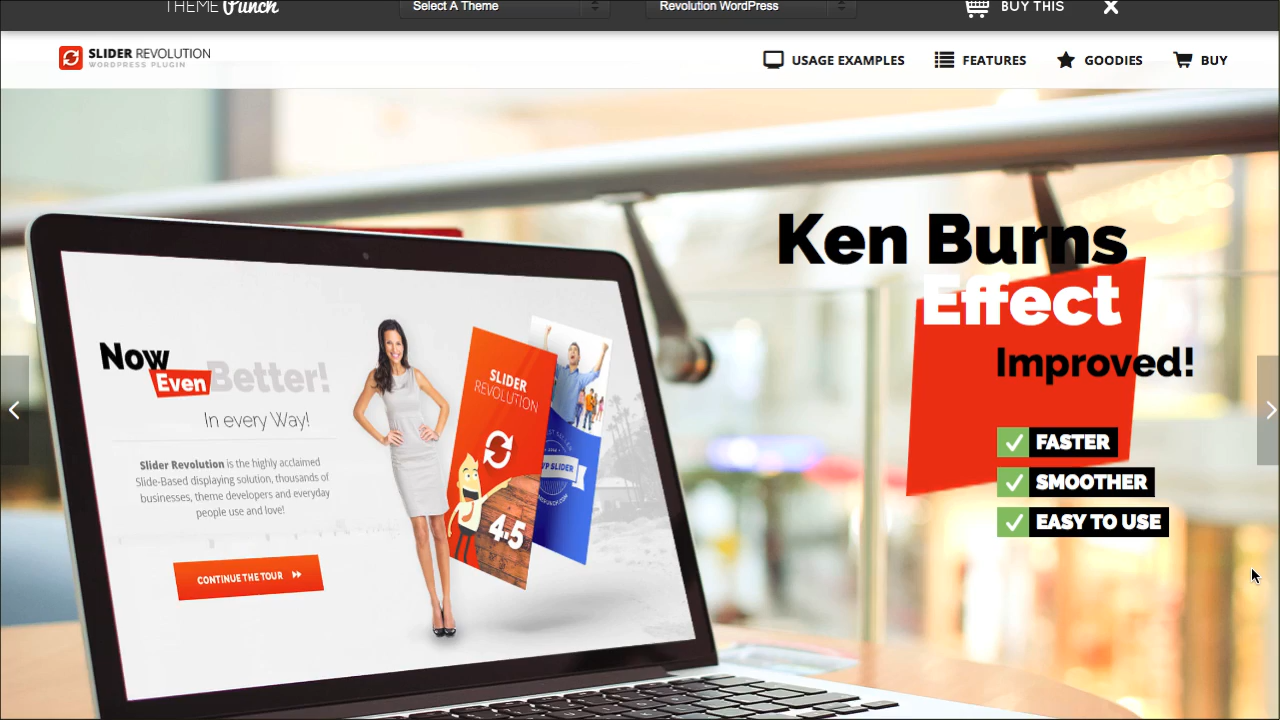 THEME Punch
Select A Theme
Revolution WordPress
BUY THIS
SLIDER REVOLUTION
WORDPRESS PLUGIN
USAGE EXAMPLES
FEATURES
GOODIES
BUY
Ken Burns
Effect
Improved!
FASTER
SMOOTHER
EASY TO USE
Now
Even Better!
In every Way!
Slider Revolution is the highly acclaimed
Slide-Based displaying solution, thousands of
businesses, theme developers and everyday
people use and love!
CONTINUE THE TOUR
SLIDER
REVOLUTION
4.5
WP SLIDER